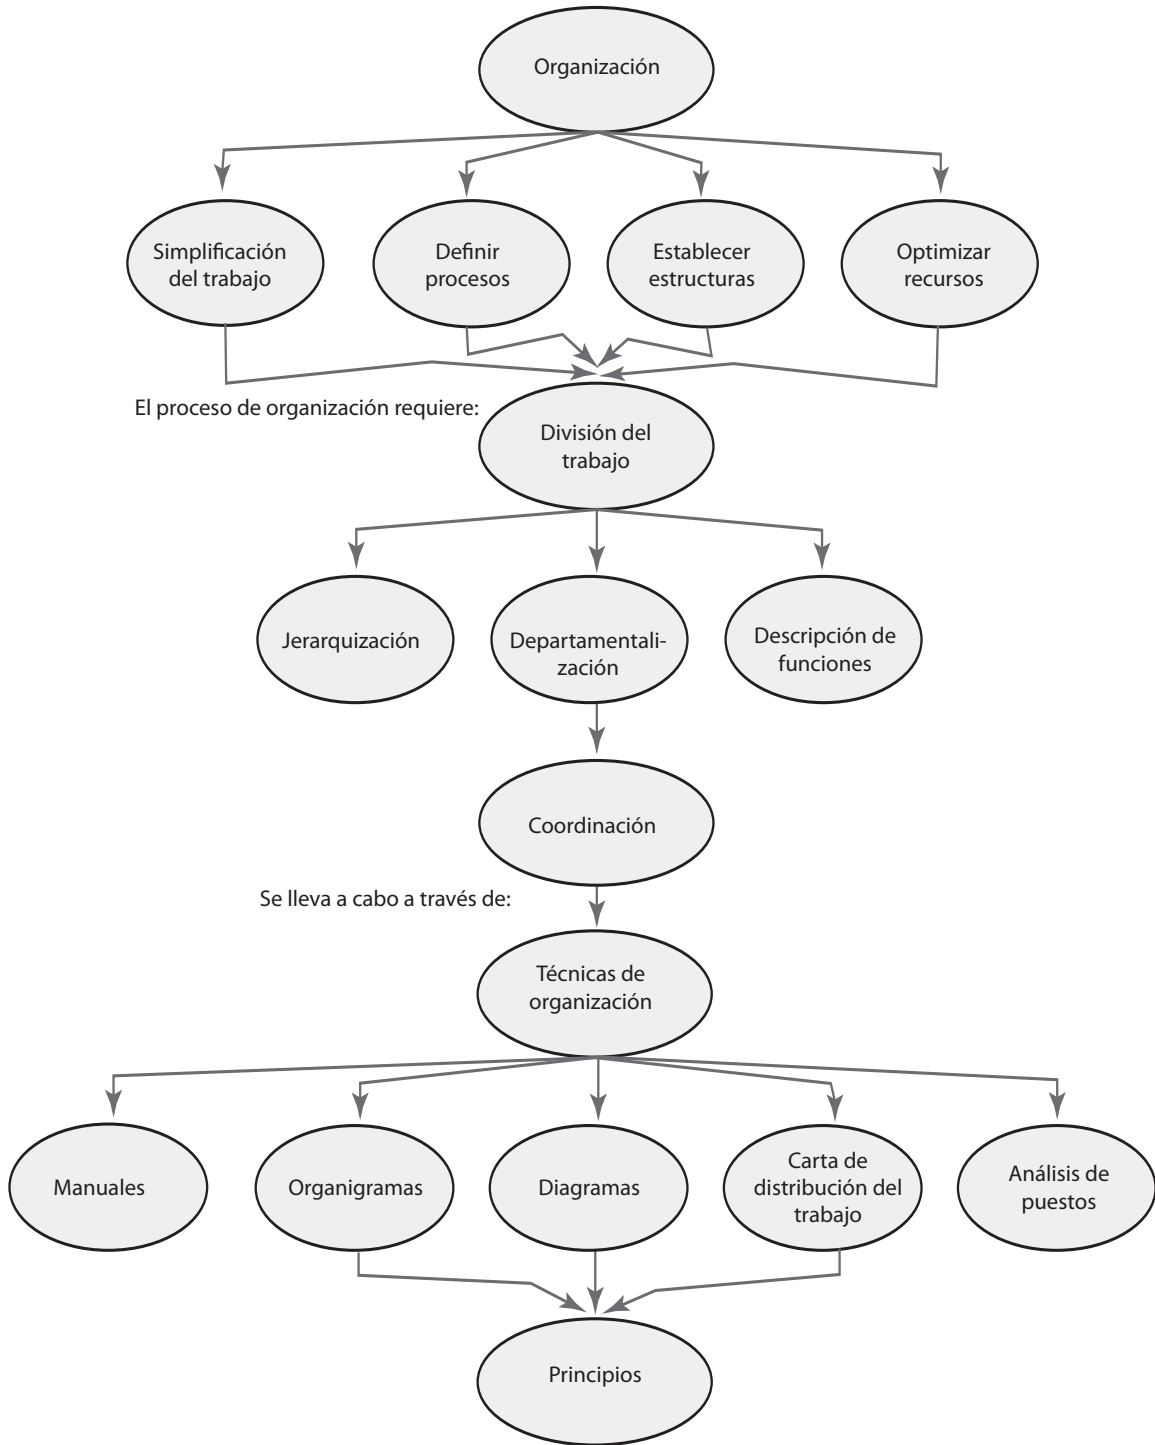 Organización
Simplificación
del trabajo
Definir
procesos
Establecer
estructuras
Optimizar
recursos
El proceso de organización requiere:
División del
trabajo
Jerarquización
Departamentali-
zación
Descripción de
funciones
Coordinación
Se lleva a cabo a través de:
Técnicas de
organización
Manuales
Organigramas
Diagramas
Carta de
distribución del
trabajo
Análisis de
puestos
Principios